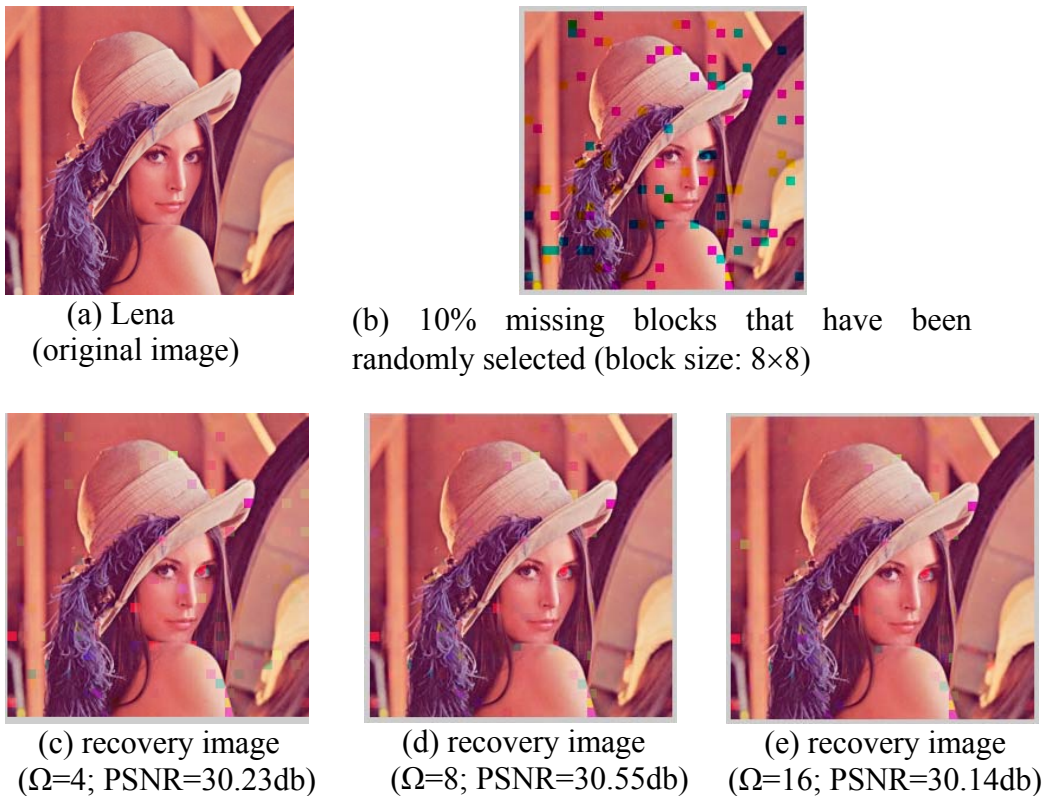 (a) Lena
(original image)
(b) 10% missing blocks that have been
randomly selected (block size: 8×8)
(c) recovery image
(Ω=4; PSNR=30.23db)
(d) recovery image
(Ω=8; PSNR=30.55db)
(e) recovery image
(Ω=16; PSNR=30.14db)